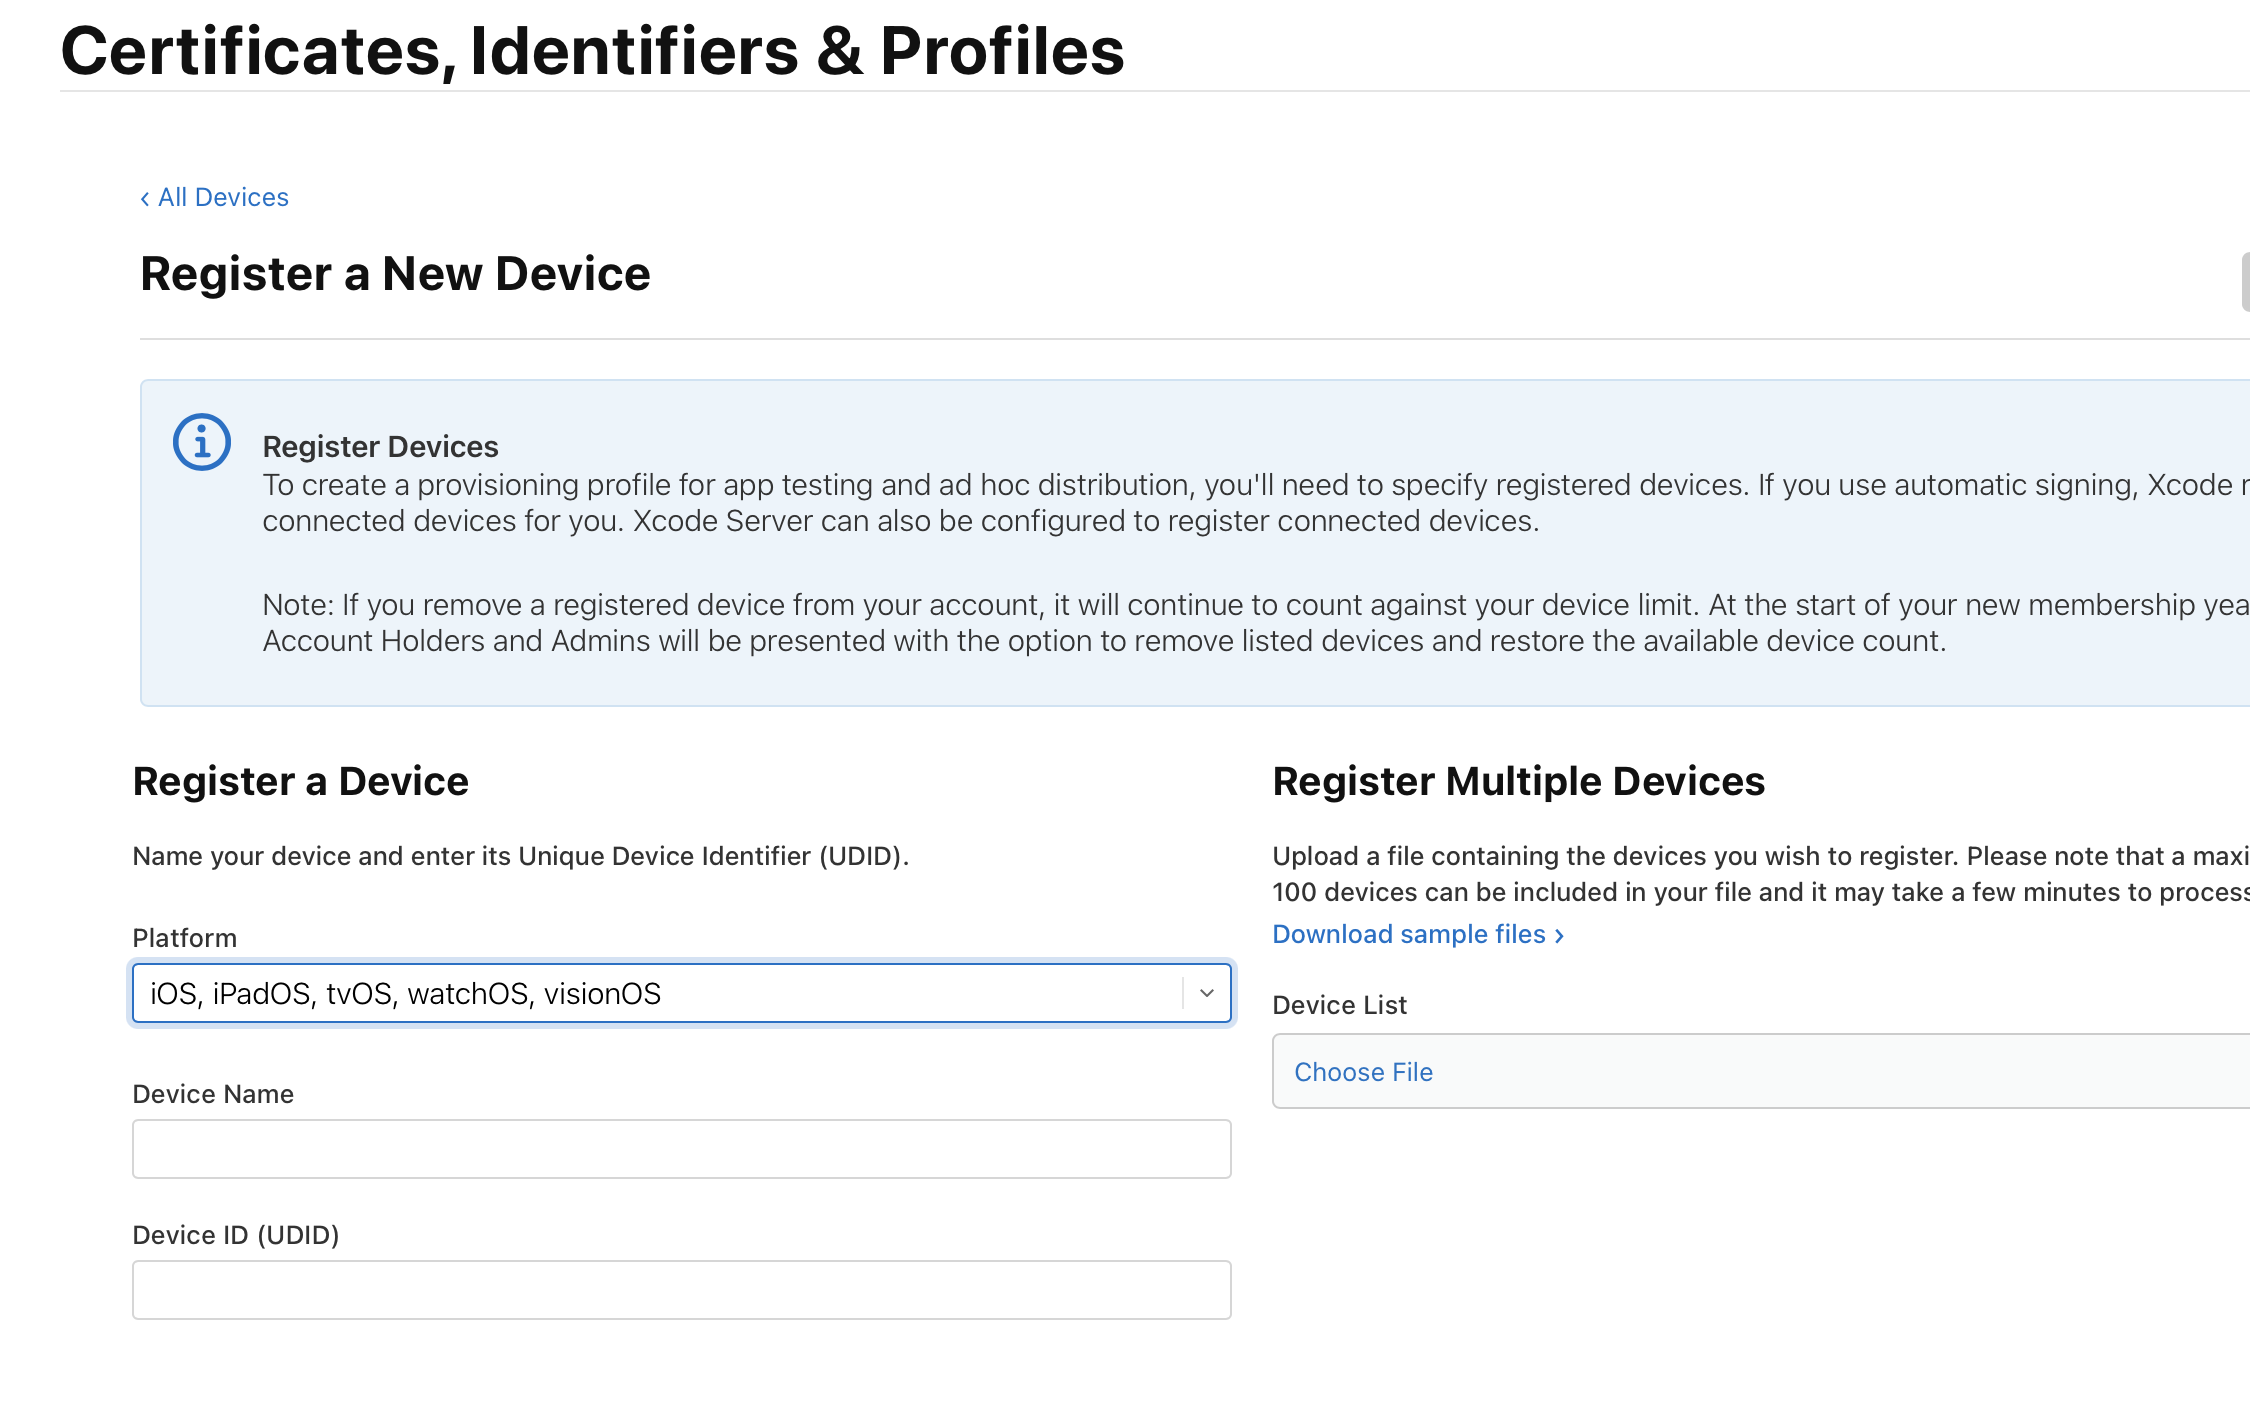 Certificates, Identifiers & Profiles
‹ All Devices
Register a New Device
Register Devices
To create a provisioning profile for app testing and ad hoc distribution, you'll need to specify registered devices. If you use automatic signing, Xcode
connected devices for you. Xcode Server can also be configured to register connected devices.
Note: If you remove a registered device from your account, it will continue to count against your device limit. At the start of your new membership
Account Holders and Admins will be presented with the option to remove listed devices and restore the available device count.
Register a Device
Name your device and enter its Unique Device Identifier (UDID).
Platform
iOS, iPadOS, tvOS, watchOS, visionOS
Device Name
Device ID (UDID)
Register Multiple Devices
Upload a file containing the devices you wish to register. Please note that a
100 devices can be included in your file and it may take a few minutes to process
Download sample files ›
Device List
Choose File